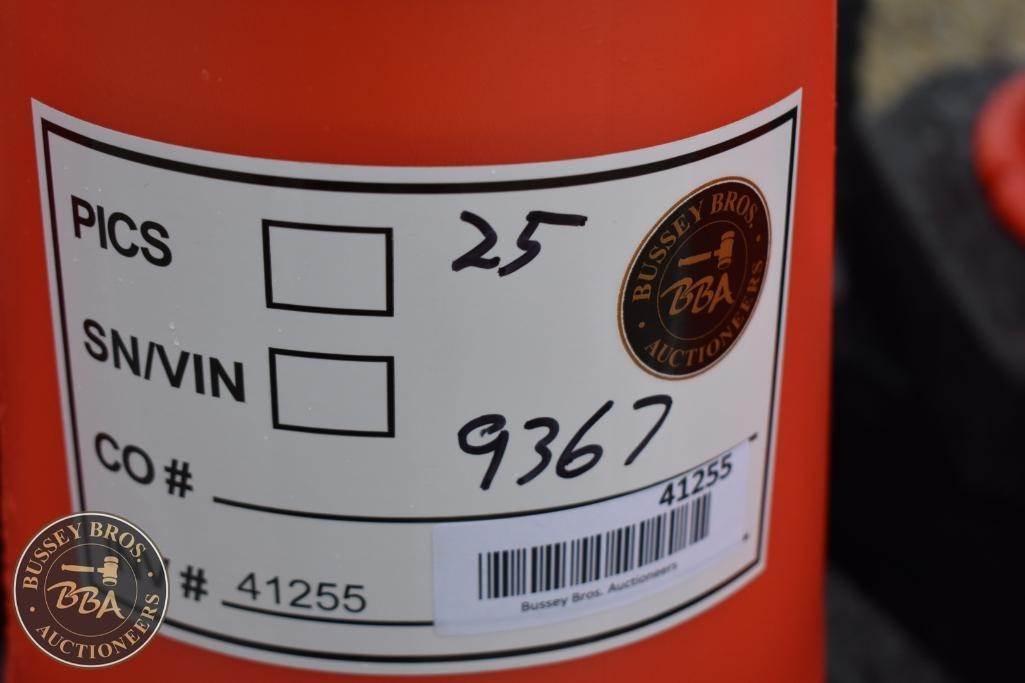 PICS 25
BUSSEY BROS.
BBA
AUCTIONEERS
SN/VIN
9367
CO #
41255
Bussey Bros. Auctioneers
# 41255
BUSSEY BROS.
BBA
AUCTIONEERS